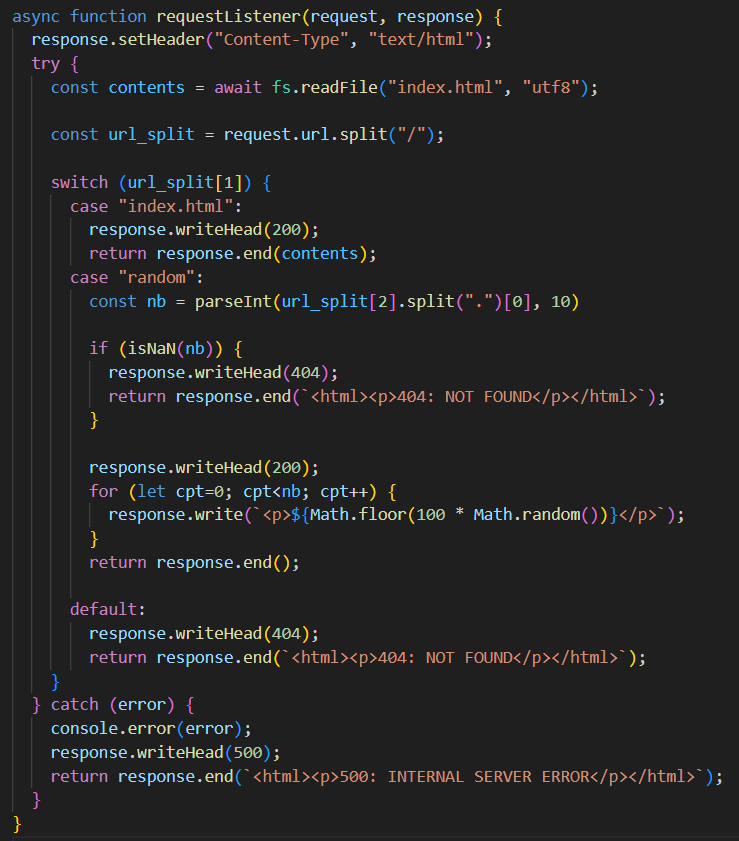 async function requestListener(request, response) {
  response.setHeader("Content-Type", "text/html");
  try {
    const contents = await fs.readFile("index.html", "utf8");

    const url_split = request.url.split("/");

    switch (url_split[1]) {
      case "index.html":
        response.writeHead(200);
        return response.end(contents);
      case "random":
        const nb = parseInt(url_split[2].split(".")[0], 10)

        if (isNaN(nb)) {
          response.writeHead(404);
          return response.end(`<html><p>404: NOT FOUND</p></html>`);
        }

        response.writeHead(200);
        for (let cpt=0; cpt<nb; cpt++) {
          response.write(`<p>${Math.floor(100 * Math.random())}</p>`);
        }
        return response.end();

      default:
        response.writeHead(404);
        return response.end(`<html><p>404: NOT FOUND</p></html>`);
    }
  } catch (error) {
    console.error(error);
    response.writeHead(500);
    return response.end(`<html><p>500: INTERNAL SERVER ERROR</p></html>`);
  }
}